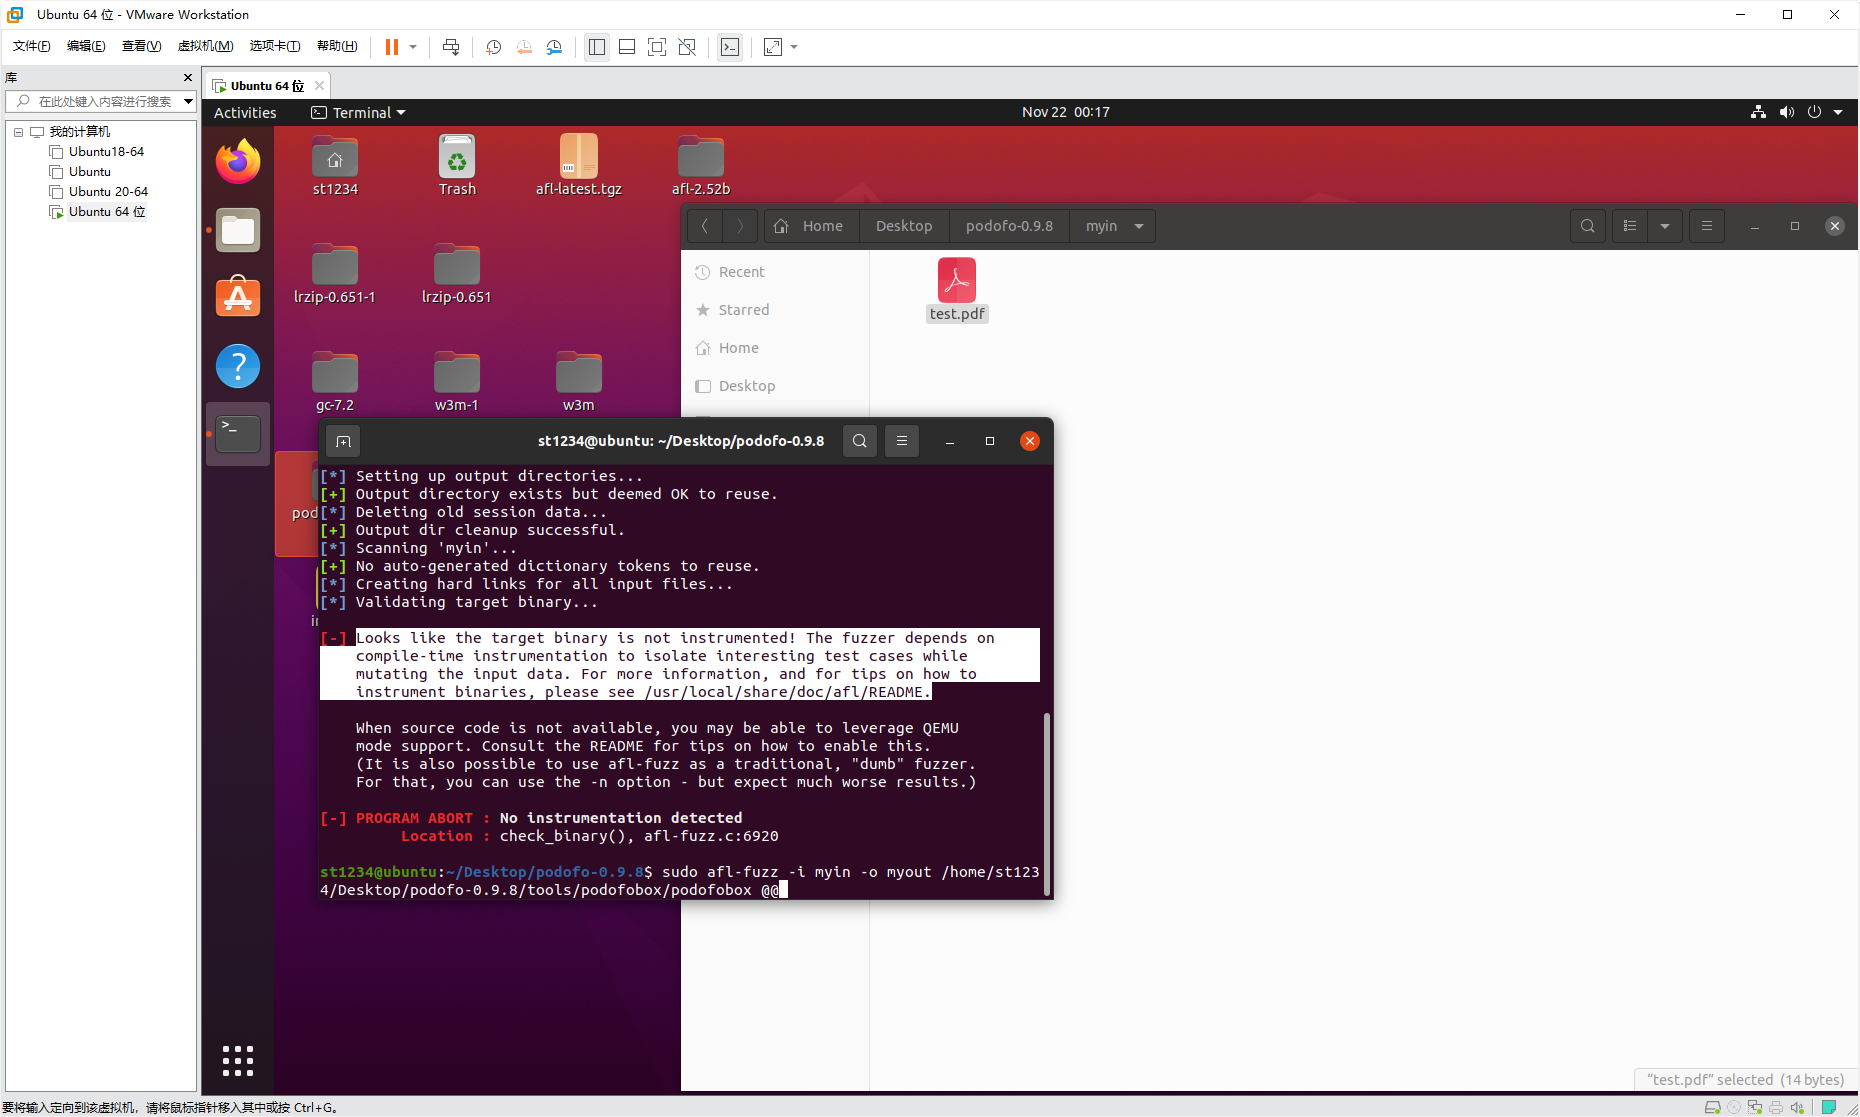 Ubuntu 64 位 - VMware Workstation
文件(F) 编辑(E) 查看(V) 虚拟机(M) 选项卡(T) 帮助(H)
库
在此处键入内容进行搜索
我的计算机
Ubuntu18-64
Ubuntu
Ubuntu 20-64
Ubuntu 64 位
Ubuntu 64 位
Activities Terminal Nov 22 00:17
st1234 Trash afl-latest.tgz afl-2.52b
lrzip-0.651-1 lrzip-0.651
gc-7.2 w3m-1 w3m
Home Desktop podofo-0.9.8 myin
Recent
Starred
Home
Desktop
test.pdf
st1234@ubuntu: ~/Desktop/podofo-0.9.8
[*] Setting up output directories...
[+] Output directory exists but deemed OK to reuse.
[*] Deleting old session data...
[+] Output dir cleanup successful.
[*] Scanning 'myin'...
[+] No auto-generated dictionary tokens to reuse.
[*] Creating hard links for all input files...
[*] Validating target binary...
[-] Looks like the target binary is not instrumented! The fuzzer depends on
compile-time instrumentation to isolate interesting test cases while
mutating the input data. For more information, and for tips on how to
instrument binaries, please see /usr/local/share/doc/afl/README.
When source code is not available, you may be able to leverage QEMU
mode support. Consult the README for tips on how to enable this.
(It is also possible to use afl-fuzz as a traditional, "dumb" fuzzer.
For that, you can use the -n option - but expect much worse results.)
[-] PROGRAM ABORT : No instrumentation detected
Location : check_binary(), afl-fuzz.c:6920
st1234@ubuntu:~/Desktop/podofo-0.9.8$ sudo afl-fuzz -i myin -o myout /home/st123
4/Desktop/podofo-0.9.8/tools/podofobox/podofobox @@
pod
in
"test.pdf" selected (14 bytes)
要将输入定向到该虚拟机，请将鼠标指针移入其中或按 Ctrl+G。